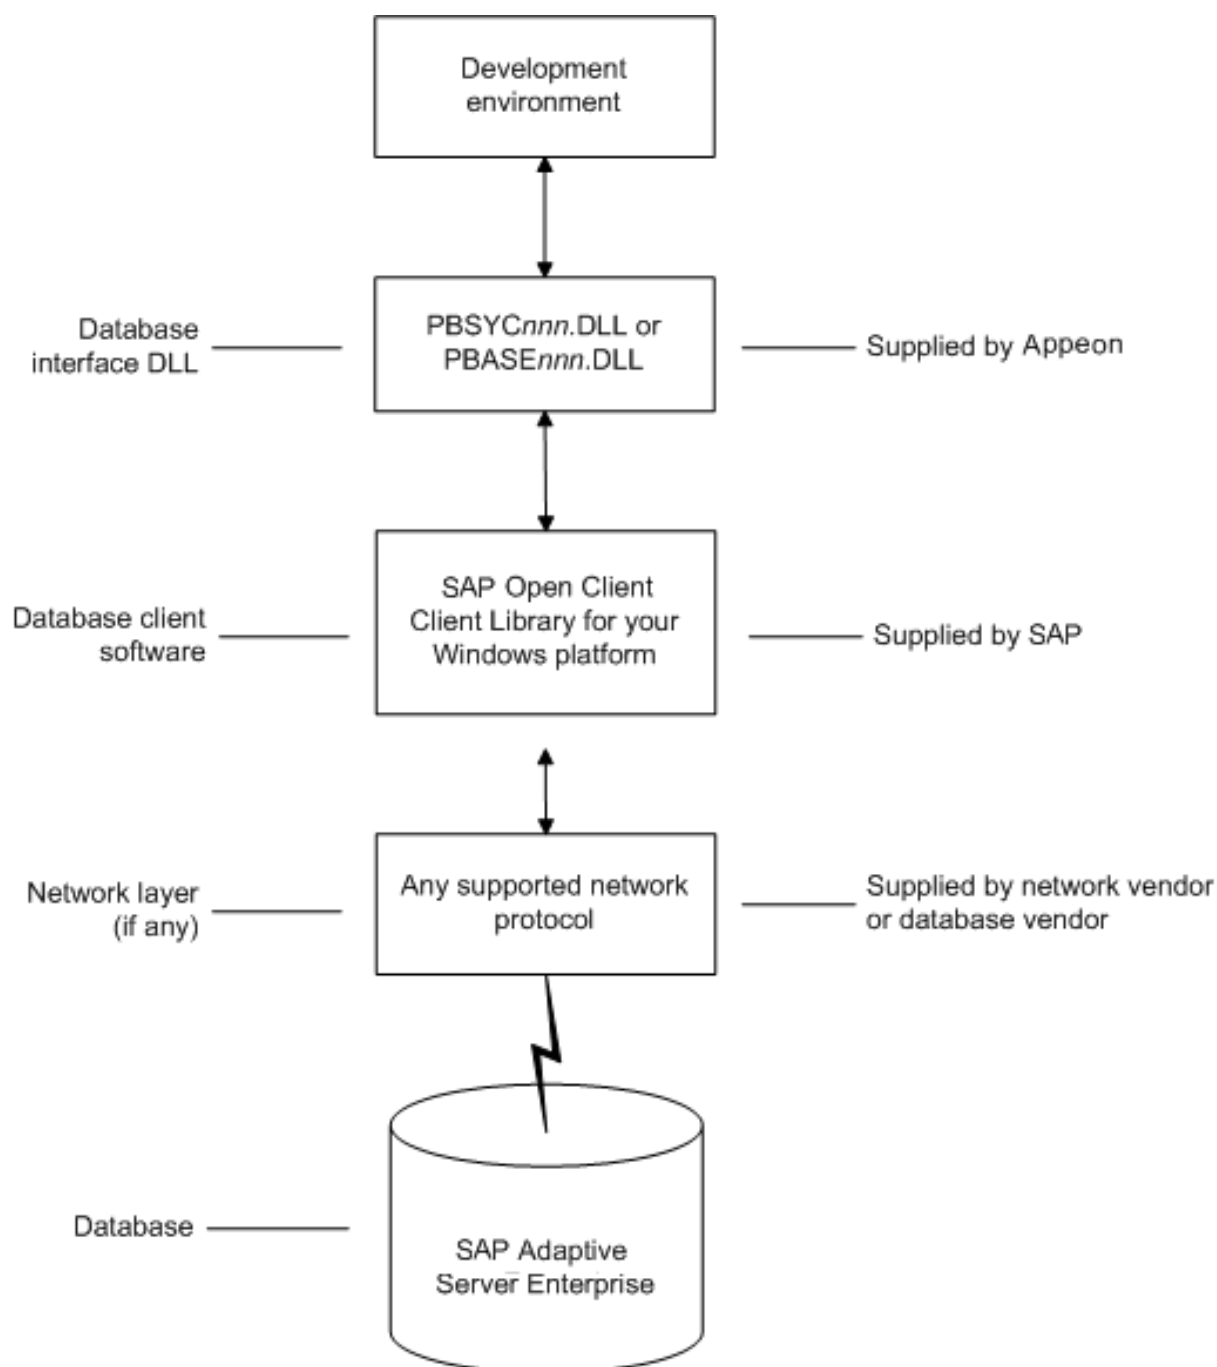 Development
environment
Database
interface DLL
PBSYCnnn.DLL or
PBASEnnn.DLL
Supplied by Appeon
Database client
software
SAP Open Client
Client Library for your
Windows platform
Supplied by SAP
Network layer
(if any)
Any supported network
protocol
Supplied by network vendor
or database vendor
Database
SAP Adaptive
Server Enterprise